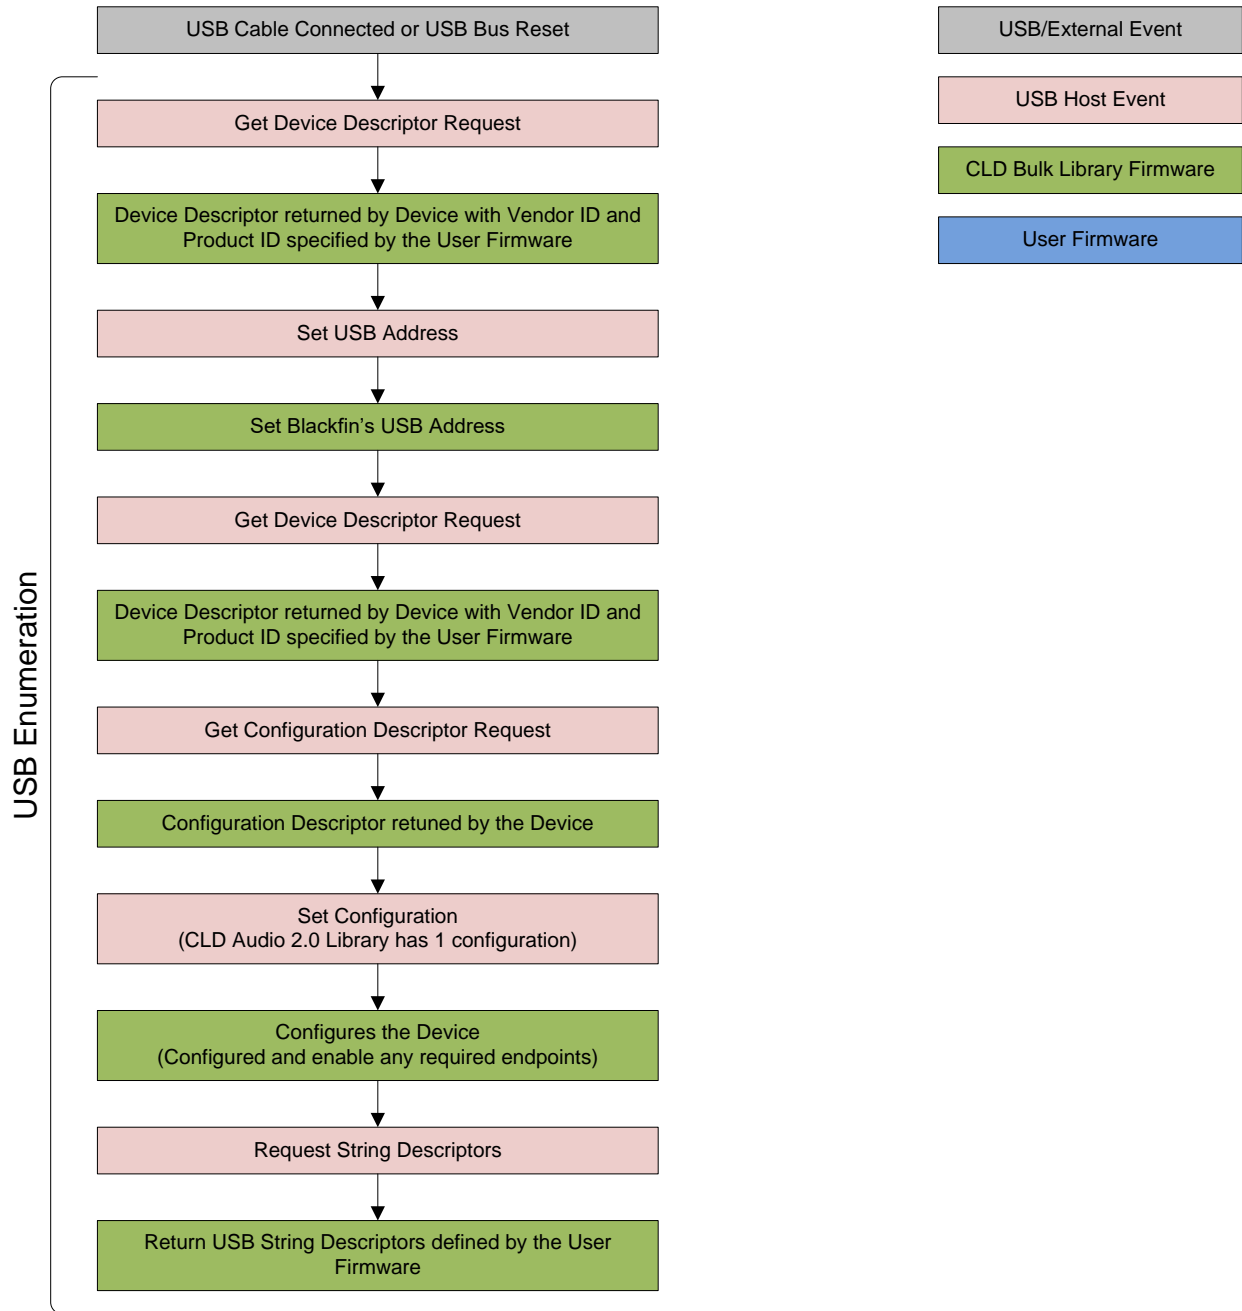 USB Cable Connected or USB Bus Reset
Get Device Descriptor Request
Device Descriptor returned by Device with Vendor ID and
Product ID specified by the User Firmware
Set USB Address
Set Blackfin's USB Address
Get Device Descriptor Request
Device Descriptor returned by Device with Vendor ID and
Product ID specified by the User Firmware
Get Configuration Descriptor Request
Configuration Descriptor retuned by the Device
Set Configuration
(CLD Audio 2.0 Library has 1 configuration)
Configures the Device
(Configured and enable any required endpoints)
Request String Descriptors
Return USB String Descriptors defined by the User
Firmware
USB Enumeration
USB/External Event
USB Host Event
CLD Bulk Library Firmware
User Firmware